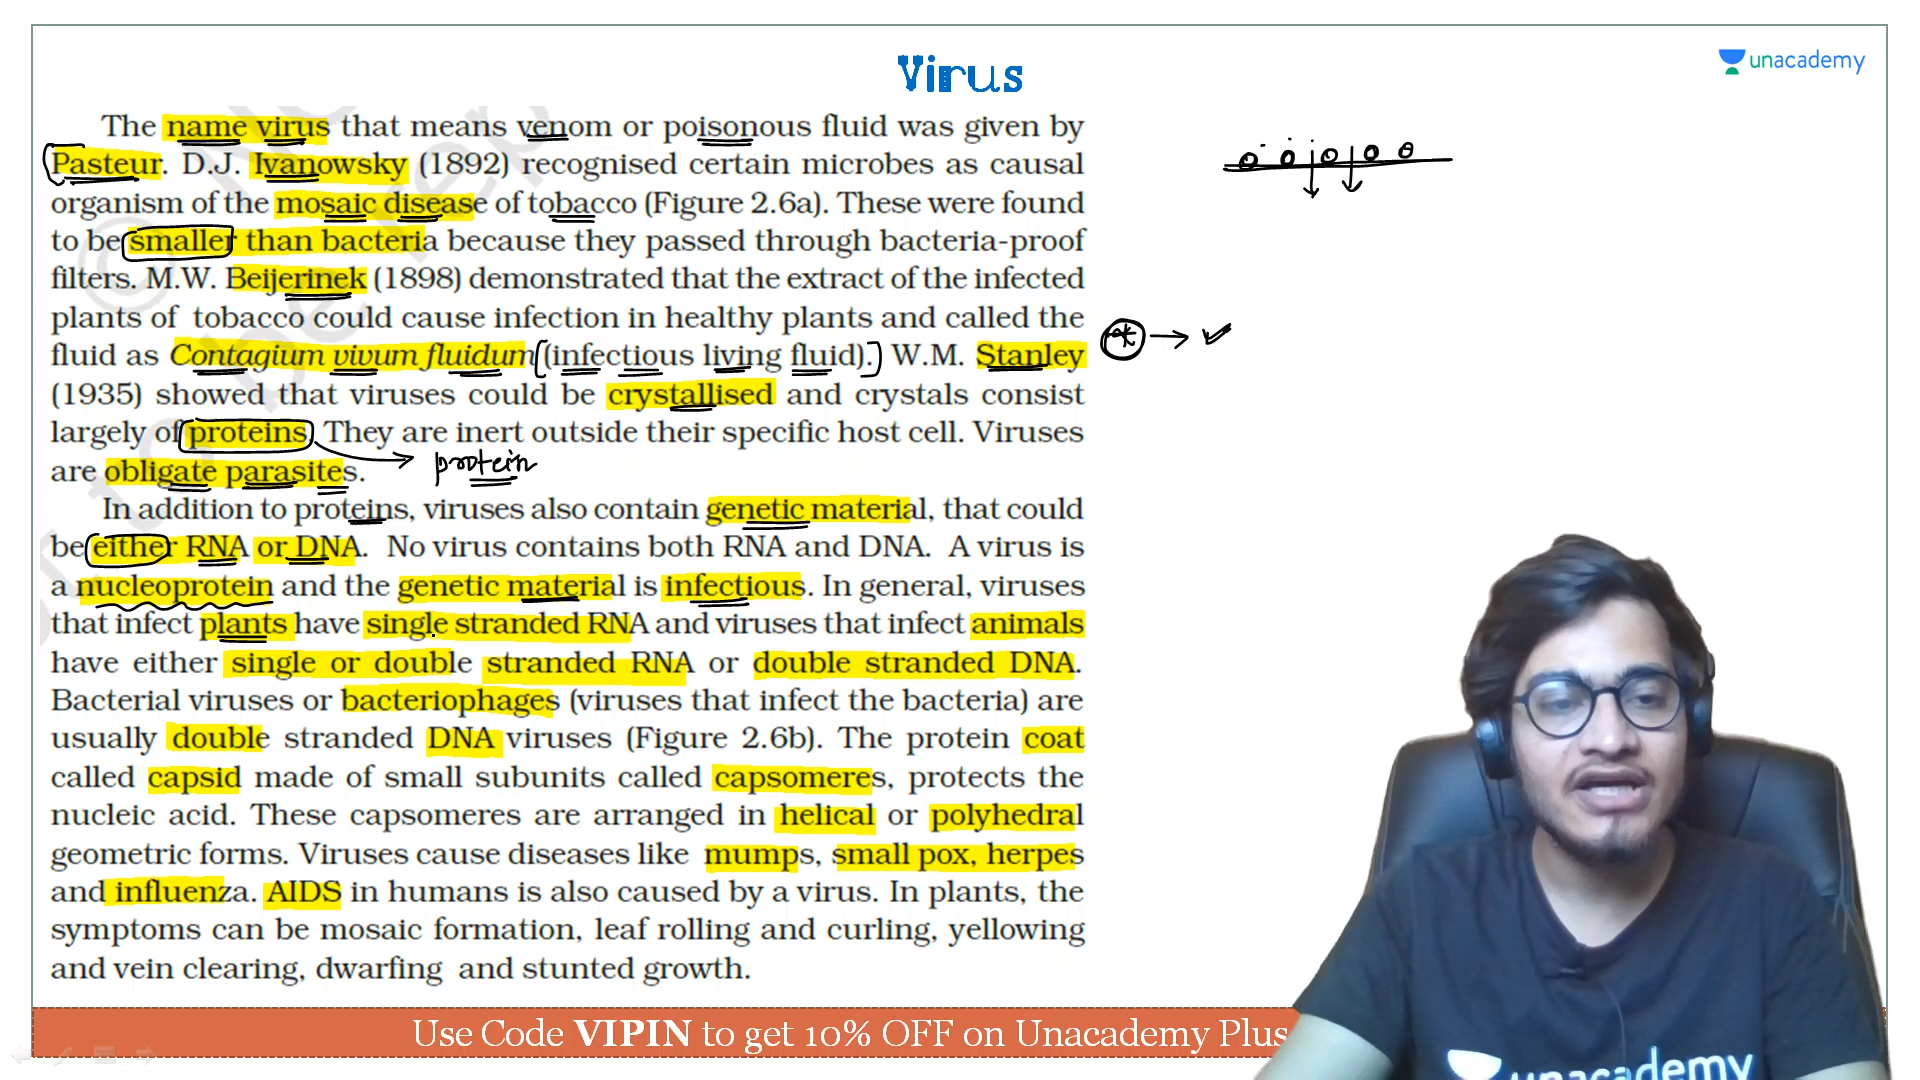 Virus
unacademy
The name virus that means venom or poisonous fluid was given by
Pasteur. D.J. Ivanowsky (1892) recognised certain microbes as causal
organism of the mosaic disease of tobacco (Figure 2.6a). These were found
to be smaller than bacteria because they passed through bacteria-proof
filters. M.W. Beijerinek (1898) demonstrated that the extract of the infected
plants of tobacco could cause infection in healthy plants and called the
fluid as Contagium vivum fluidum (infectious living fluid). W.M. Stanley
(1935) showed that viruses could be crystallised and crystals consist
largely of proteins. They are inert outside their specific host cell. Viruses
are obligate parasites.
protein
In addition to proteins, viruses also contain genetic material, that could
be either RNA or DNA. No virus contains both RNA and DNA. A virus is
a nucleoprotein and the genetic material is infectious. In general, viruses
that infect plants have single stranded RNA and viruses that infect animals
have either single or double stranded RNA or double stranded DNA.
Bacterial viruses or bacteriophages (viruses that infect the bacteria) are
usually double stranded DNA viruses (Figure 2.6b). The protein coat
called capsid made of small subunits called capsomeres, protects the
nucleic acid. These capsomeres are arranged in helical or polyhedral
geometric forms. Viruses cause diseases like mumps, small pox, herpes
and influenza. AIDS in humans is also caused by a virus. In plants, the
symptoms can be mosaic formation, leaf rolling and curling, yellowing
and vein clearing, dwarfing and stunted growth.
Use Code VIPIN to get 10% OFF on Unacademy Plus
unacademy